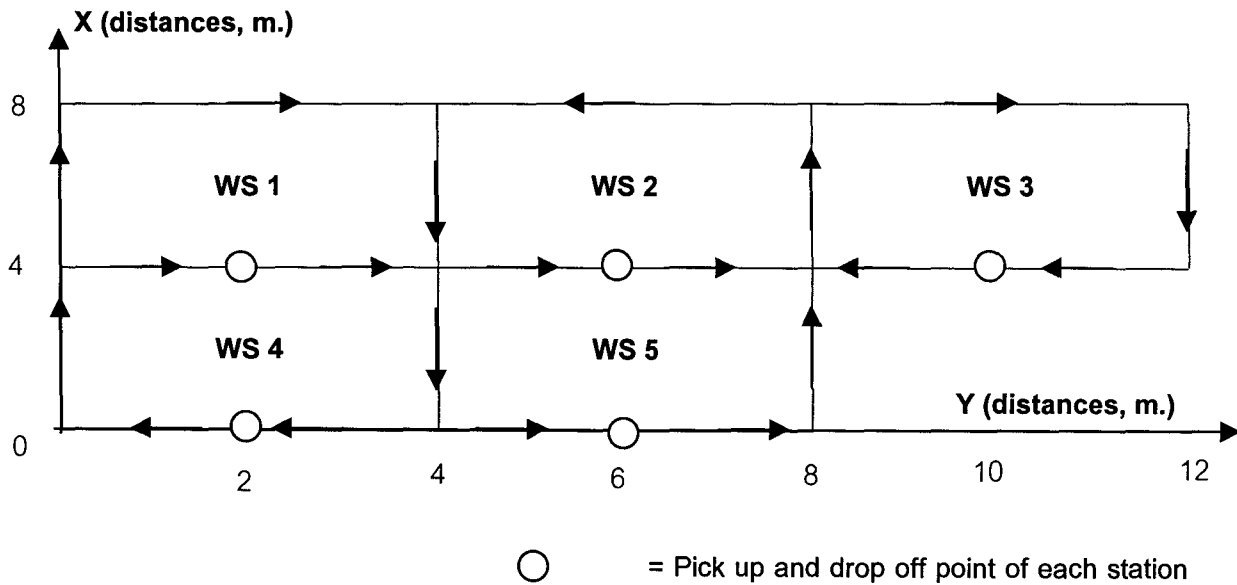 X (distances, m.)
8
WS 1 WS 2 WS 3
4
WS 4 WS 5
Y (distances, m.)
0
2 4 6 8 10 12
= Pick up and drop off point of each station